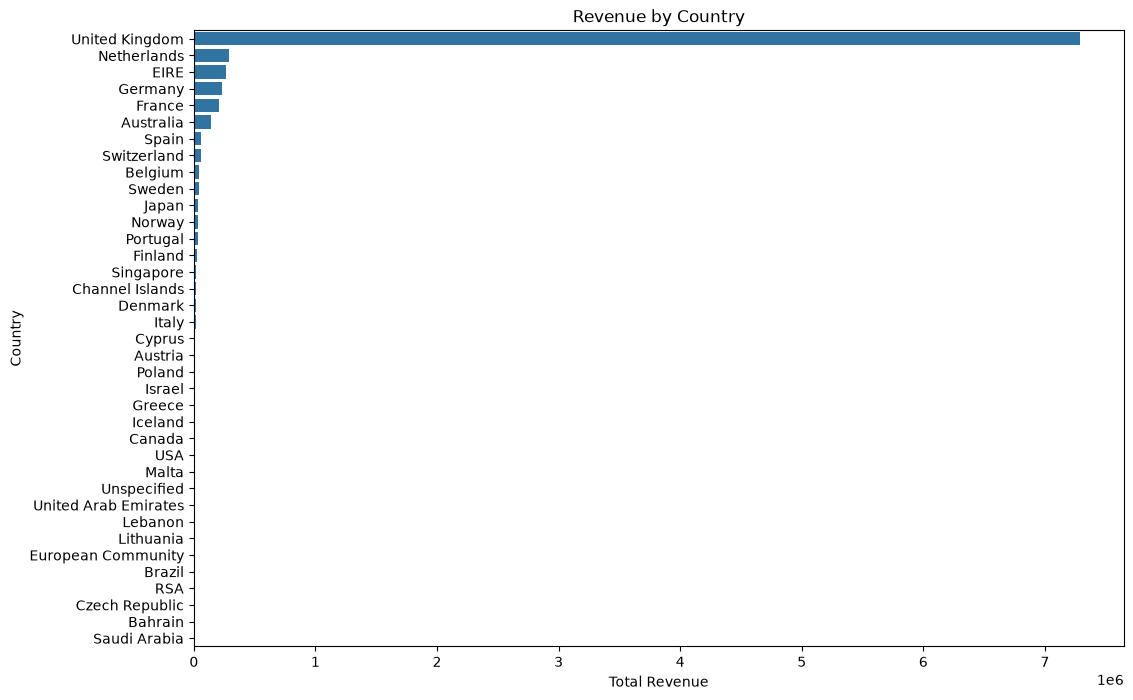 Revenue by Country
United Kingdom
Netherlands
EIRE
Germany
France
Australia
Spain
Switzerland
Belgium
Sweden
Japan
Norway
Portugal
Finland
Singapore
Channel Islands
Denmark
Italy
Cyprus
Austria
Poland
Israel
Greece
Iceland
Canada
USA
Malta
Unspecified
United Arab Emirates
Lebanon
Lithuania
European Community
Brazil
RSA
Czech Republic
Bahrain
Saudi Arabia
Country
0 1 2 3 4 5 6 7
1e6
Total Revenue